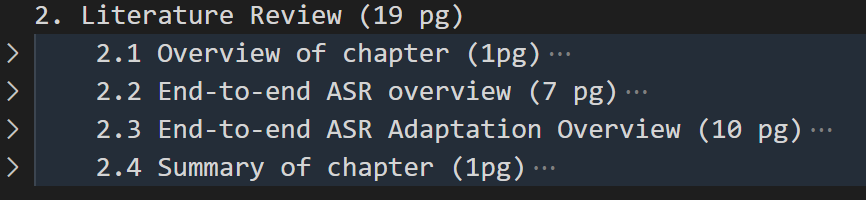 2. Literature Review (19 pg)
2.1 Overview of chapter (1pg)···
2.2 End-to-end ASR overview (7 pg)···
2.3 End-to-end ASR Adaptation Overview (10 pg)···
2.4 Summary of chapter (1pg)···